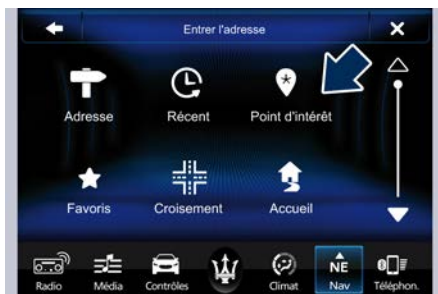 Entrer l'adresse
Adresse Récent Point d'intérêt
Favoris Croisement Accueil
NE
Radio Média Contrôles Climat Nav Téléphon.